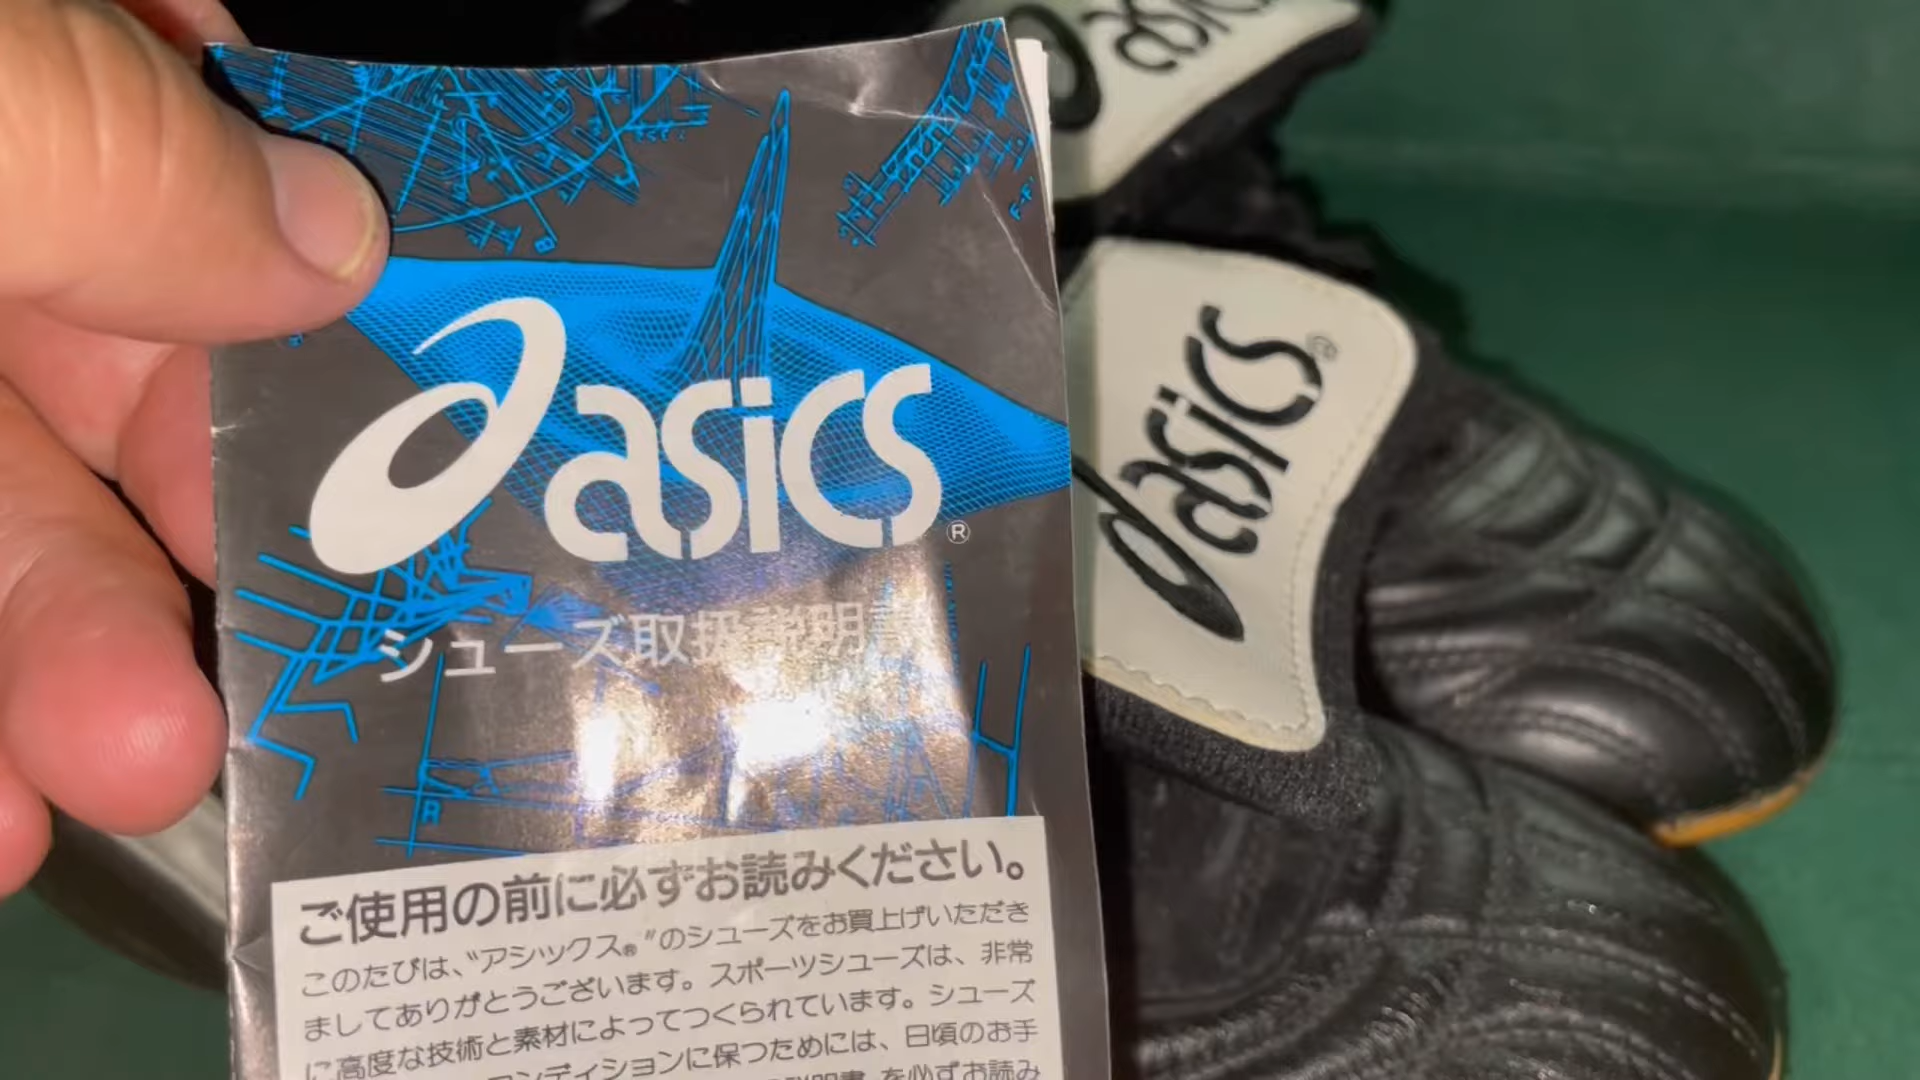 asics®
シューズ取扱説明書
ご使用の前に必ずお読みください。
このたびは、"アシックス®"のシューズをお買上げいただき
ましてありがとうございます。スポーツシューズは、非常
に高度な技術と素材によってつくられています。シューズ
ンディションに保つためには、日頃のお手
を必ずお読み
asics
asics®
R